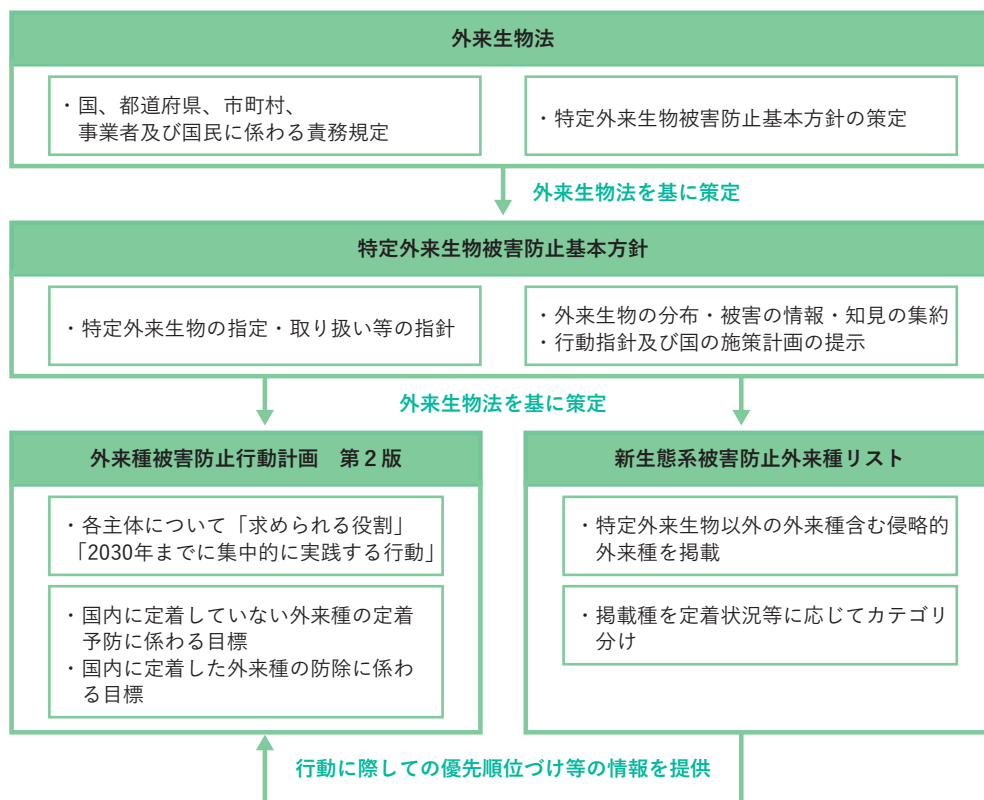 外来生物法
・国、都道府県、市町村、
事業者及び国民に係わる責務規定
・特定外来生物被害防止基本方針の策定
外来生物法を基に策定
特定外来生物被害防止基本方針
・特定外来生物の指定・取り扱い等の指針
・外来生物の分布・被害の情報・知見の集約
・行動指針及び国の施策計画の提示
外来生物法を基に策定
外来種被害防止行動計画　第2版
・各主体について「求められる役割」
「2030年までに集中的に実践する行動」
・国内に定着していない外来種の定着
予防に係わる目標
・国内に定着した外来種の防除に係わ
る目標
新生態系被害防止外来種リスト
・特定外来生物以外の外来種含む侵略的
外来種を掲載
・掲載種を定着状況等に応じてカテゴリ
分け
行動に際しての優先順位づけ等の情報を提供